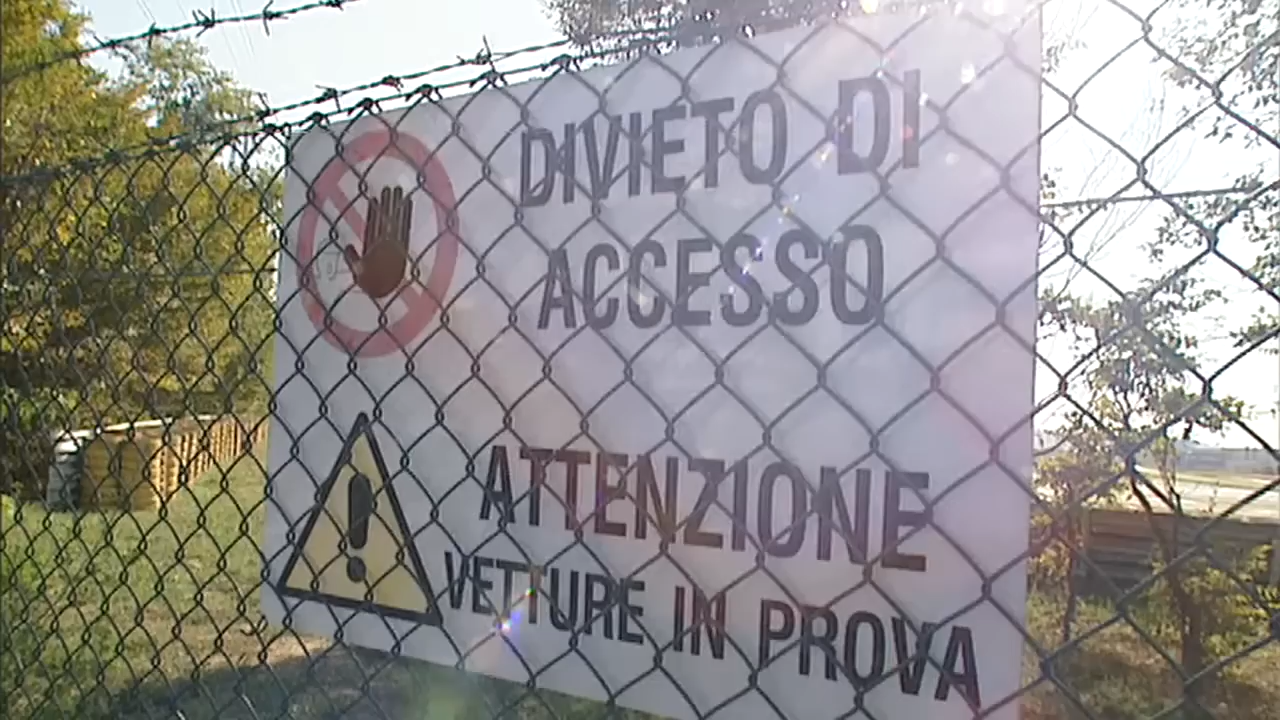 DIVIETO DI
ACCESSO
ATTENZIONE
VETTURE IN PROVA